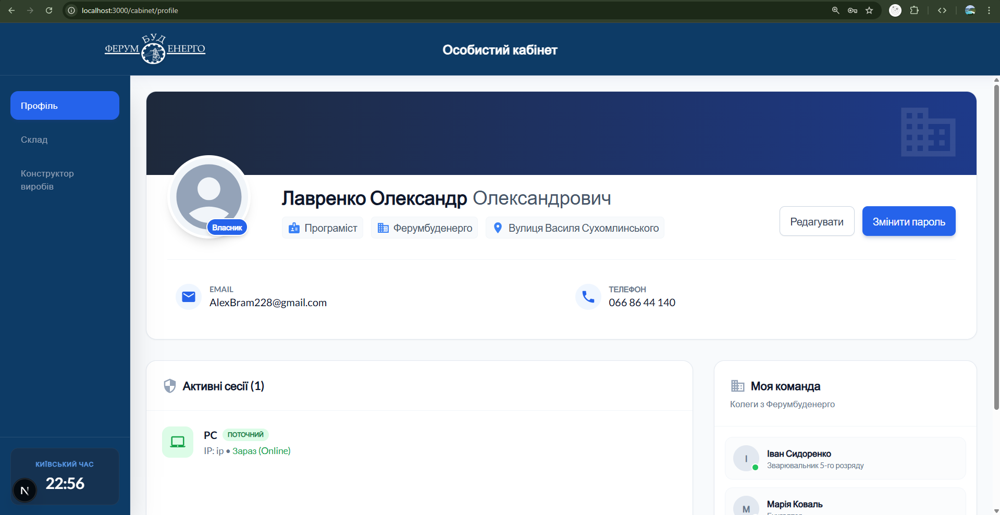 localhost:3000/cabinet/profile
ФЕРУМ БУД ЕНЕРГО
Особистий кабінет
Профіль
Склад
Конструктор
виробів
КИЇВСЬКИЙ ЧАС
22:56
N
Власник
Лавренко Олександр Олександрович
Програміст
Ферумбуденерго
Вулиця Василя Сухомлинського
Редагувати
Змінити пароль
EMAIL
AlexBram228@gmail.com
ТЕЛЕФОН
066 86 44 140
Активні сесії (1)
PC ПОТОЧНИЙ
IP: ip • Зараз (Online)
Моя команда
Колеги з Ферумбуденерго
І
Іван Сидоренко
Зварювальник 5-го розряду
М
Марія Коваль